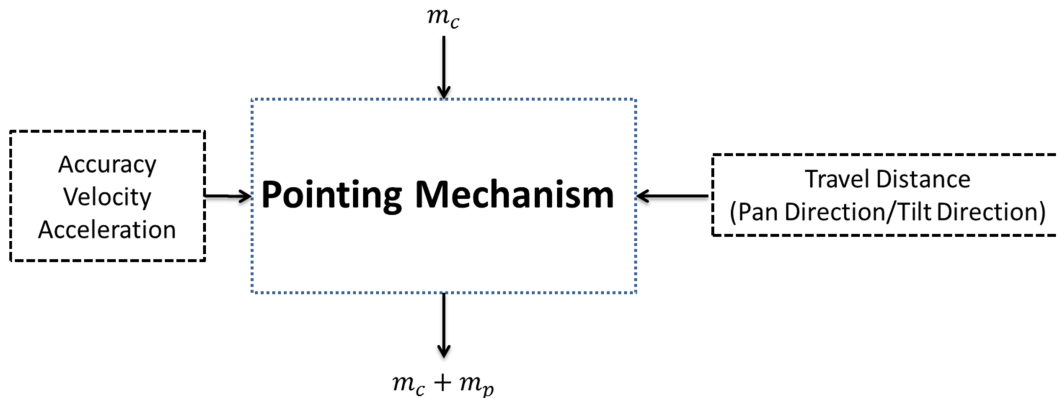 m_c
Accuracy
Velocity
Acceleration
Pointing Mechanism
Travel Distance
(Pan Direction/Tilt Direction)
m_c + m_p